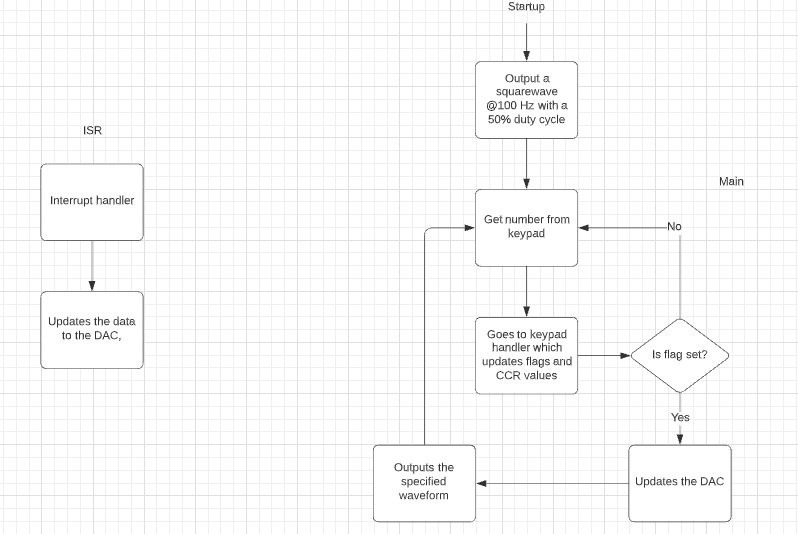 Startup
Output a
squarewave
@100 Hz with a
50% duty cycle
ISR
Interrupt handler
Updates the data
to the DAC,
Main
Get number from
keypad
No
Goes to keypad
handler which
updates flags and
CCR values
Is flag set?
Yes
Updates the DAC
Outputs the
specified
waveform